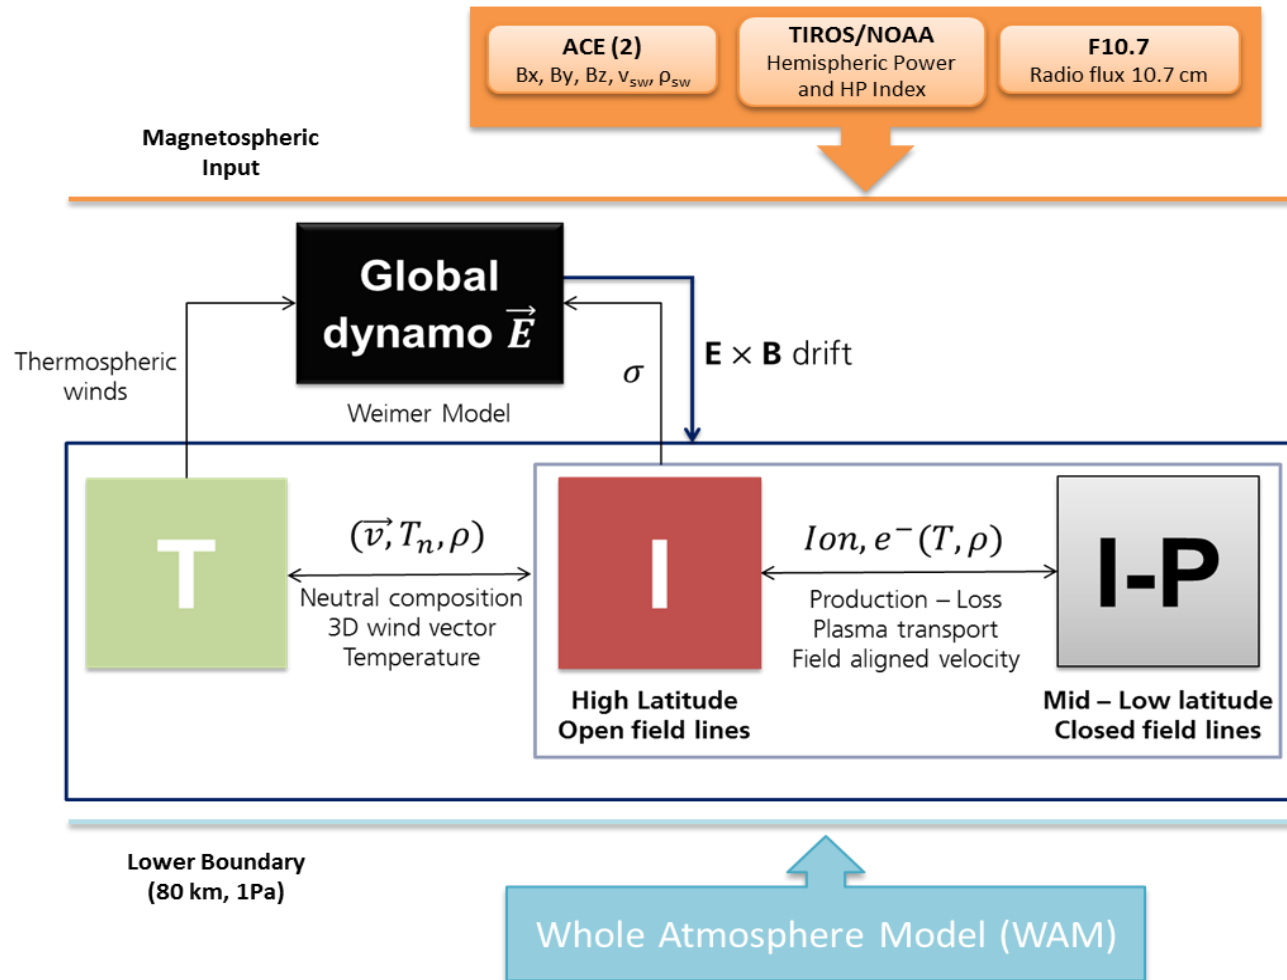 ACE (2)
Bx, By, Bz, v_sw, ρ_sw
TIROS/NOAA
Hemispheric Power
and HP Index
F10.7
Radio flux 10.7 cm
Magnetospheric
Input
Global
dynamo E⃗
Weimer Model
Thermospheric
winds
σ
E × B drift
T
(v⃗, Tₙ, ρ)
Neutral composition
3D wind vector
Temperature
I
High Latitude
Open field lines
Ion, e⁻ (T, ρ)
Production – Loss
Plasma transport
Field aligned velocity
I-P
Mid – Low latitude
Closed field lines
Lower Boundary
(80 km, 1Pa)
Whole Atmosphere Model (WAM)